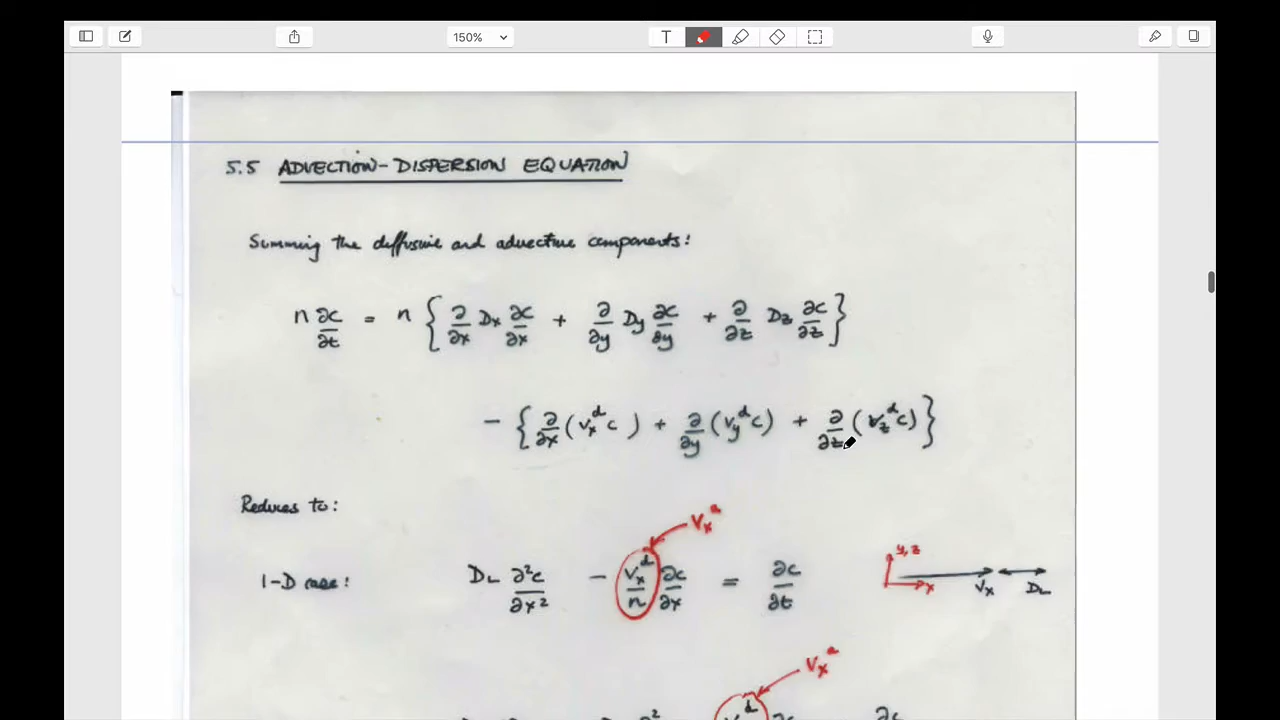 150%
T
5.5 ADVECTION-DISPERSION EQUATION
Summing the diffusive and advective components:
n ∂c/∂t = n { ∂/∂x Dx ∂c/∂x + ∂/∂y Dy ∂c/∂y + ∂/∂z Dz ∂c/∂z }
- { ∂/∂x (vx^d c) + ∂/∂y (vy^d c) + ∂/∂z (vz^d c) }
Reduces to:
vx^a
1-D case: DL ∂²c/∂x² - vx^d/n ∂c/∂x = ∂c/∂t
y,z
x
vx
DL
vx^a